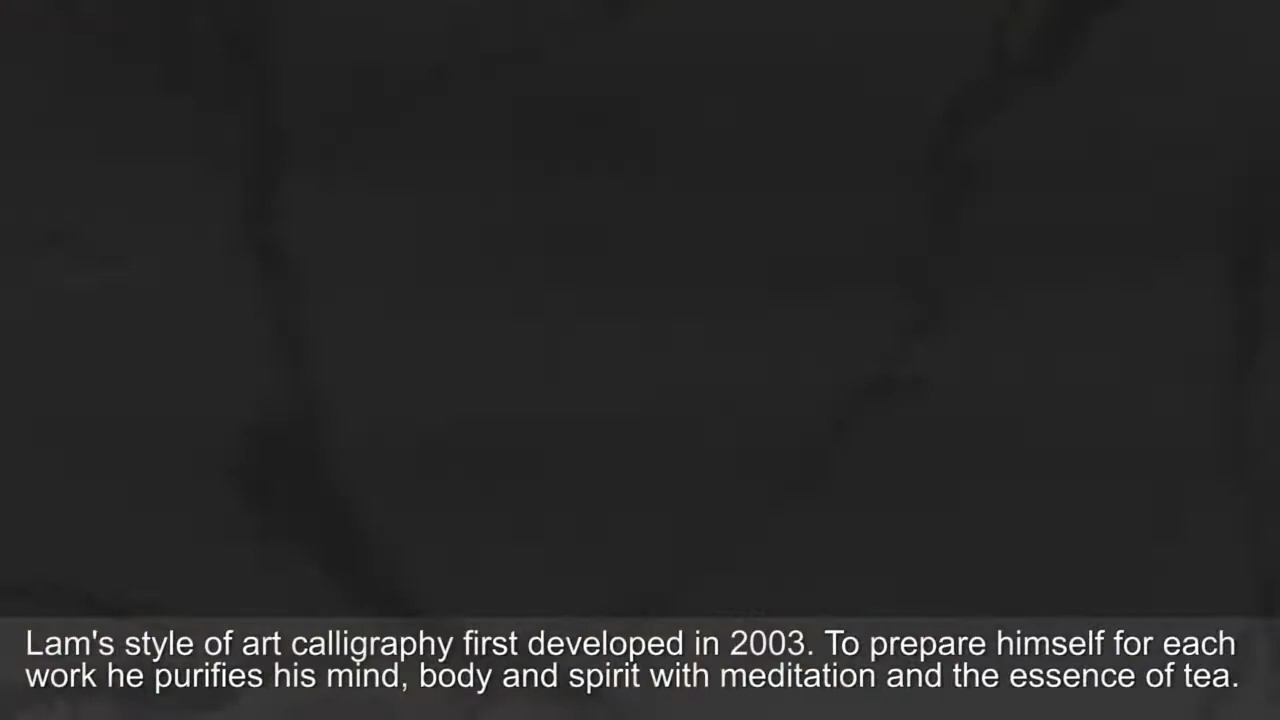 Lam's style of art calligraphy first developed in 2003. To prepare himself for each
work he purifies his mind, body and spirit with meditation and the essence of tea.